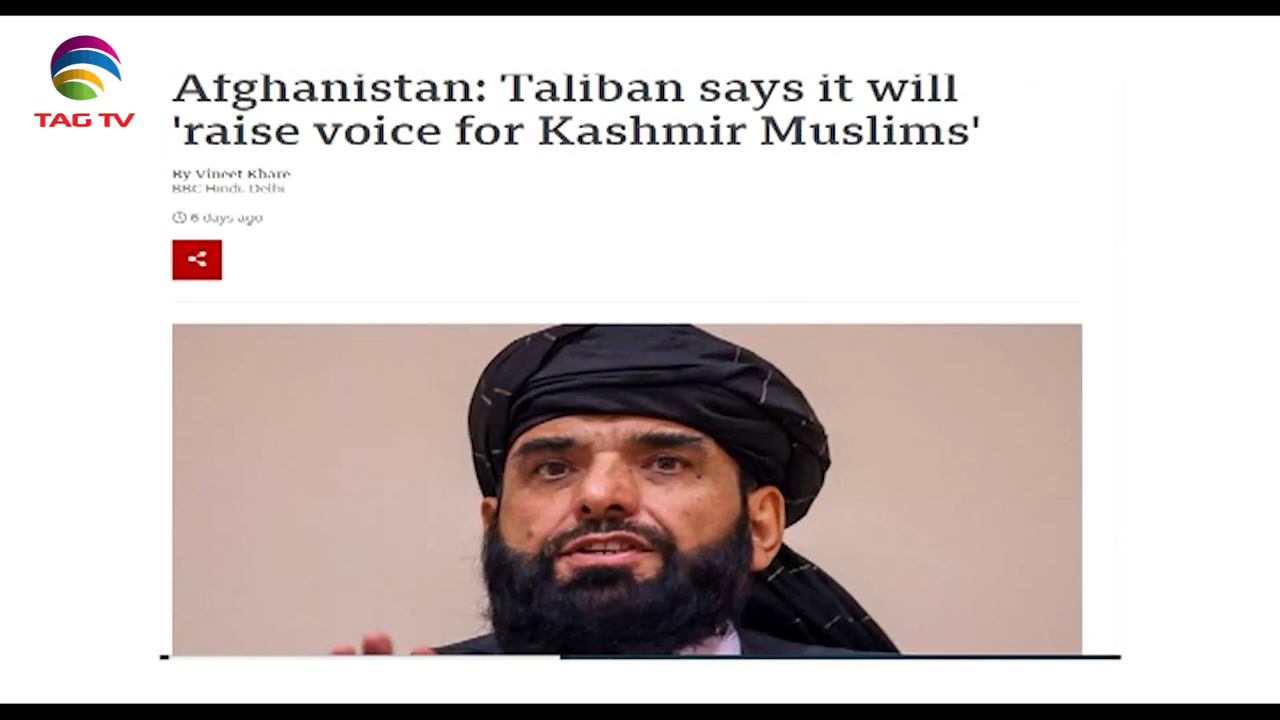 TAG TV
Afghanistan: Taliban says it will
'raise voice for Kashmir Muslims'
By Vineet Khare
BBC Hindi, Delhi
6 days ago